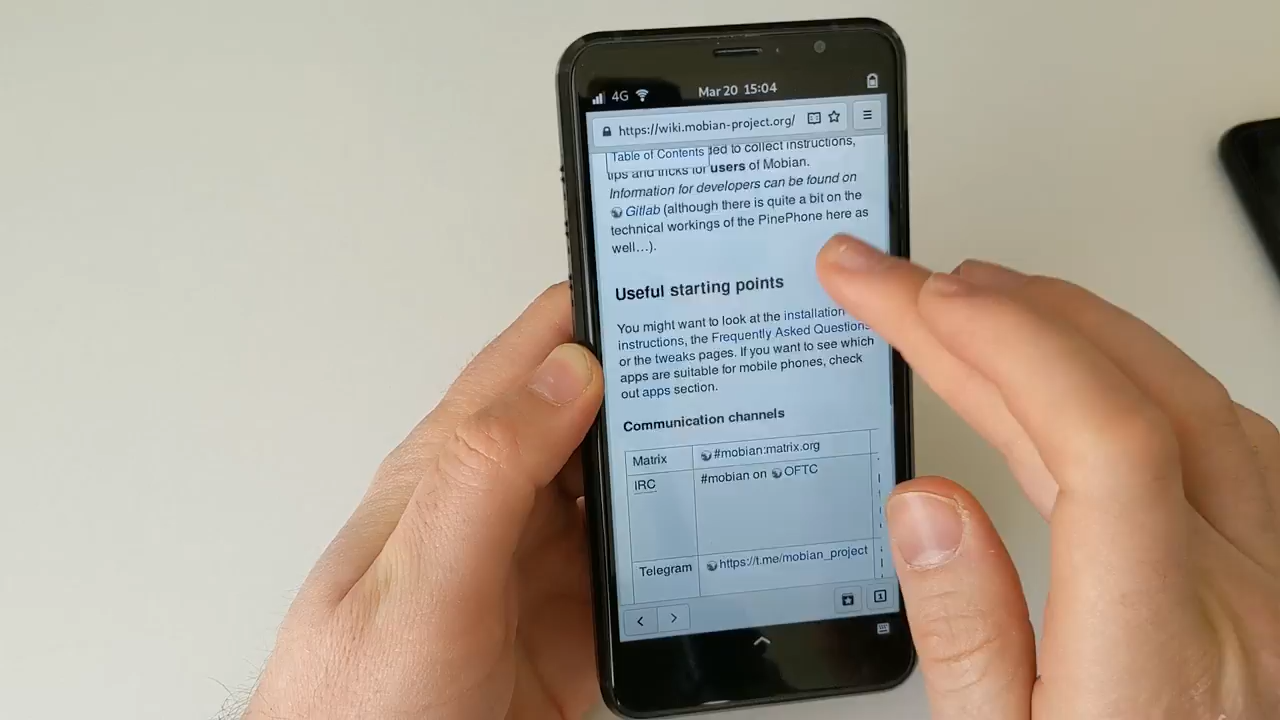 4G
Mar 20 15:04
https://wiki.mobian-project.org/
Table of Contents
ded to collect instructions,
tips and tricks for users of Mobian.
Information for developers can be found on
Gitlab (although there is quite a bit on the
technical workings of the PinePhone here as
well...).
Useful starting points
You might want to look at the installation
instructions, the Frequently Asked Questions
or the tweaks pages. If you want to see which
apps are suitable for mobile phones, check
out apps section.
Communication channels
Matrix
#mobian:matrix.org
IRC
#mobian on OFTC
Telegram
https://t.me/mobian_project
1